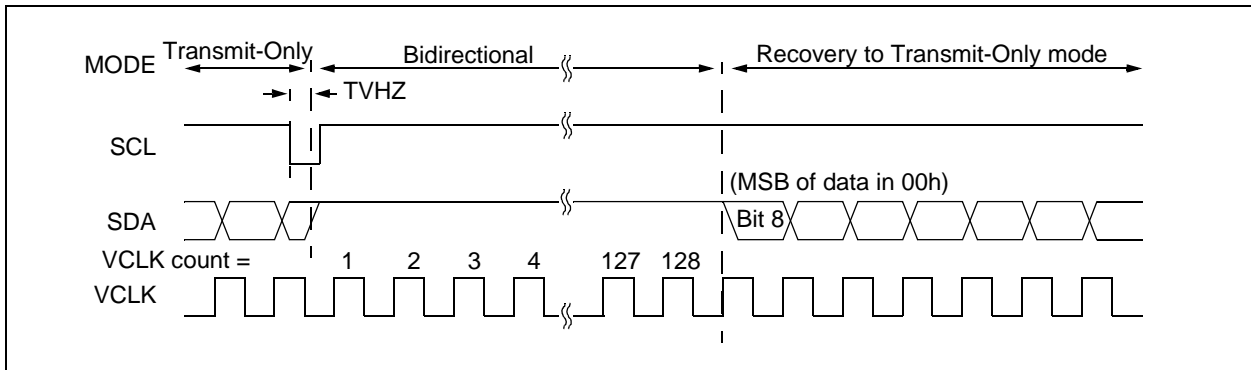 MODE Transmit-Only Bidirectional Recovery to Transmit-Only mode
TVHZ
SCL
(MSB of data in 00h)
SDA Bit 8
VCLK count = 1 2 3 4 127 128
VCLK